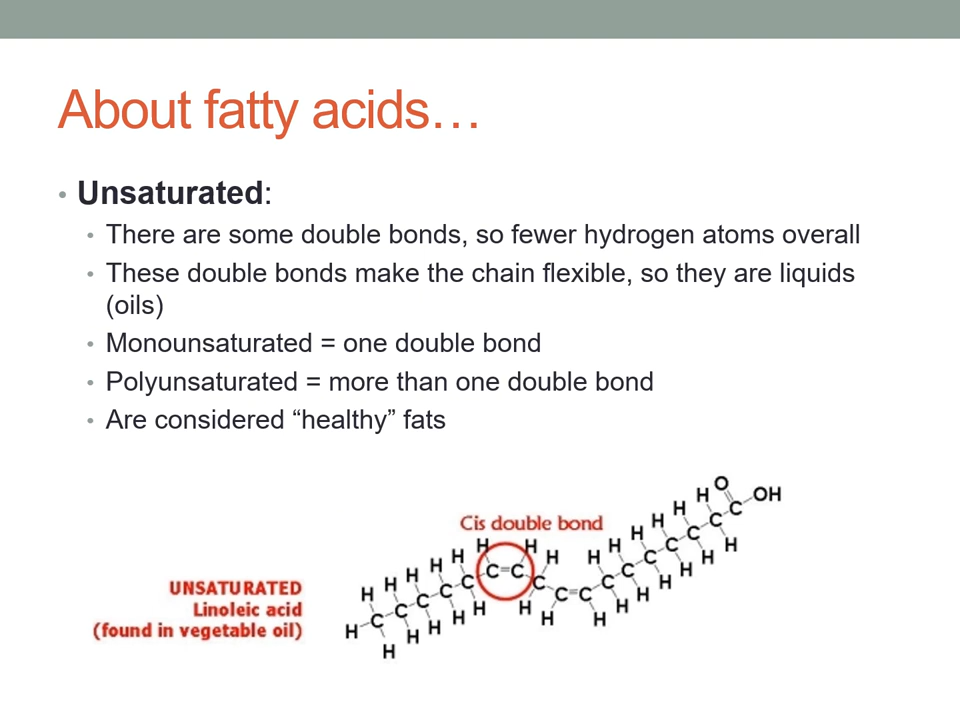 About fatty acids…
• Unsaturated:
• There are some double bonds, so fewer hydrogen atoms overall
• These double bonds make the chain flexible, so they are liquids
(oils)
• Monounsaturated = one double bond
• Polyunsaturated = more than one double bond
• Are considered “healthy” fats
Cis double bond
UNSATURATED
Linoleic acid
(found in vegetable oil)
H H H H H H H H H H H H H H O OH
C C C C C C=C C C=C C C C C C C C C
H H H H H H H H H H H H H H H H H